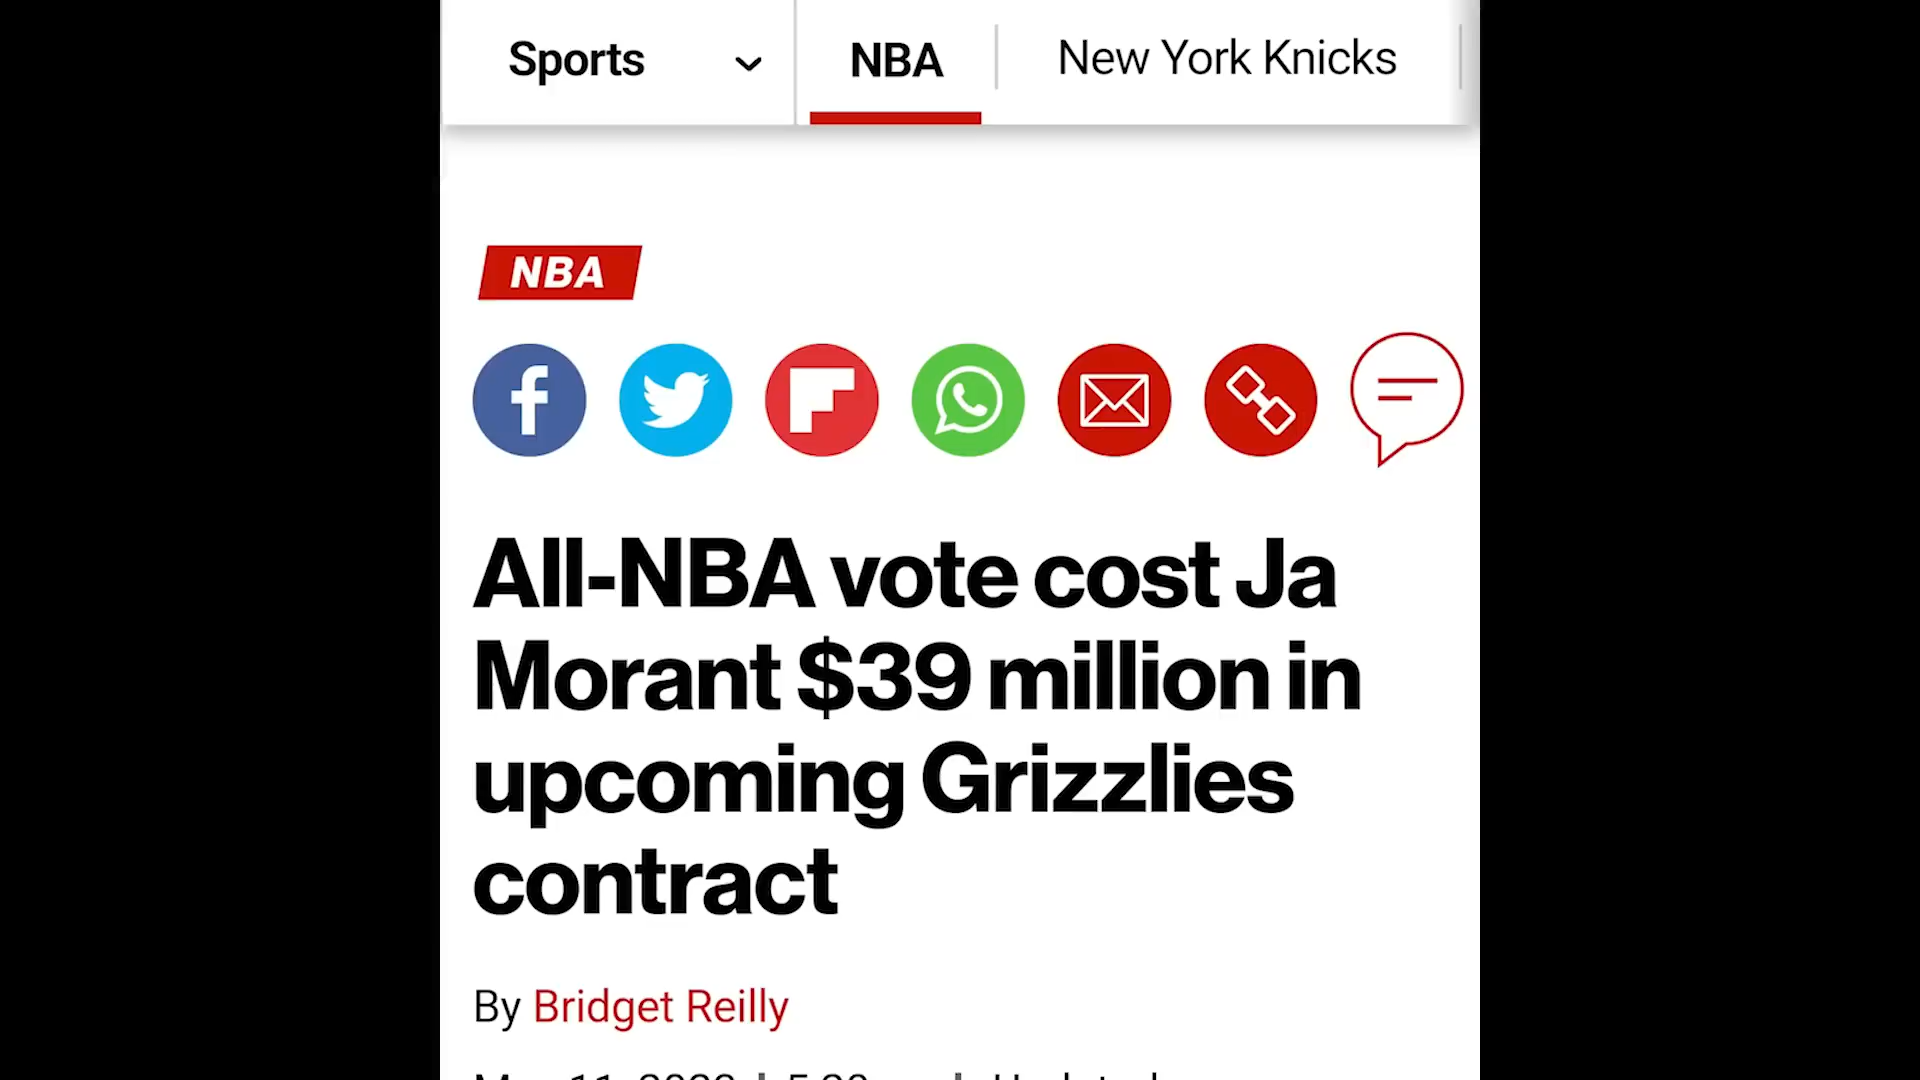 Sports
NBA
New York Knicks
NBA
All-NBA vote cost Ja
Morant $39 million in
upcoming Grizzlies
contract
By Bridget Reilly